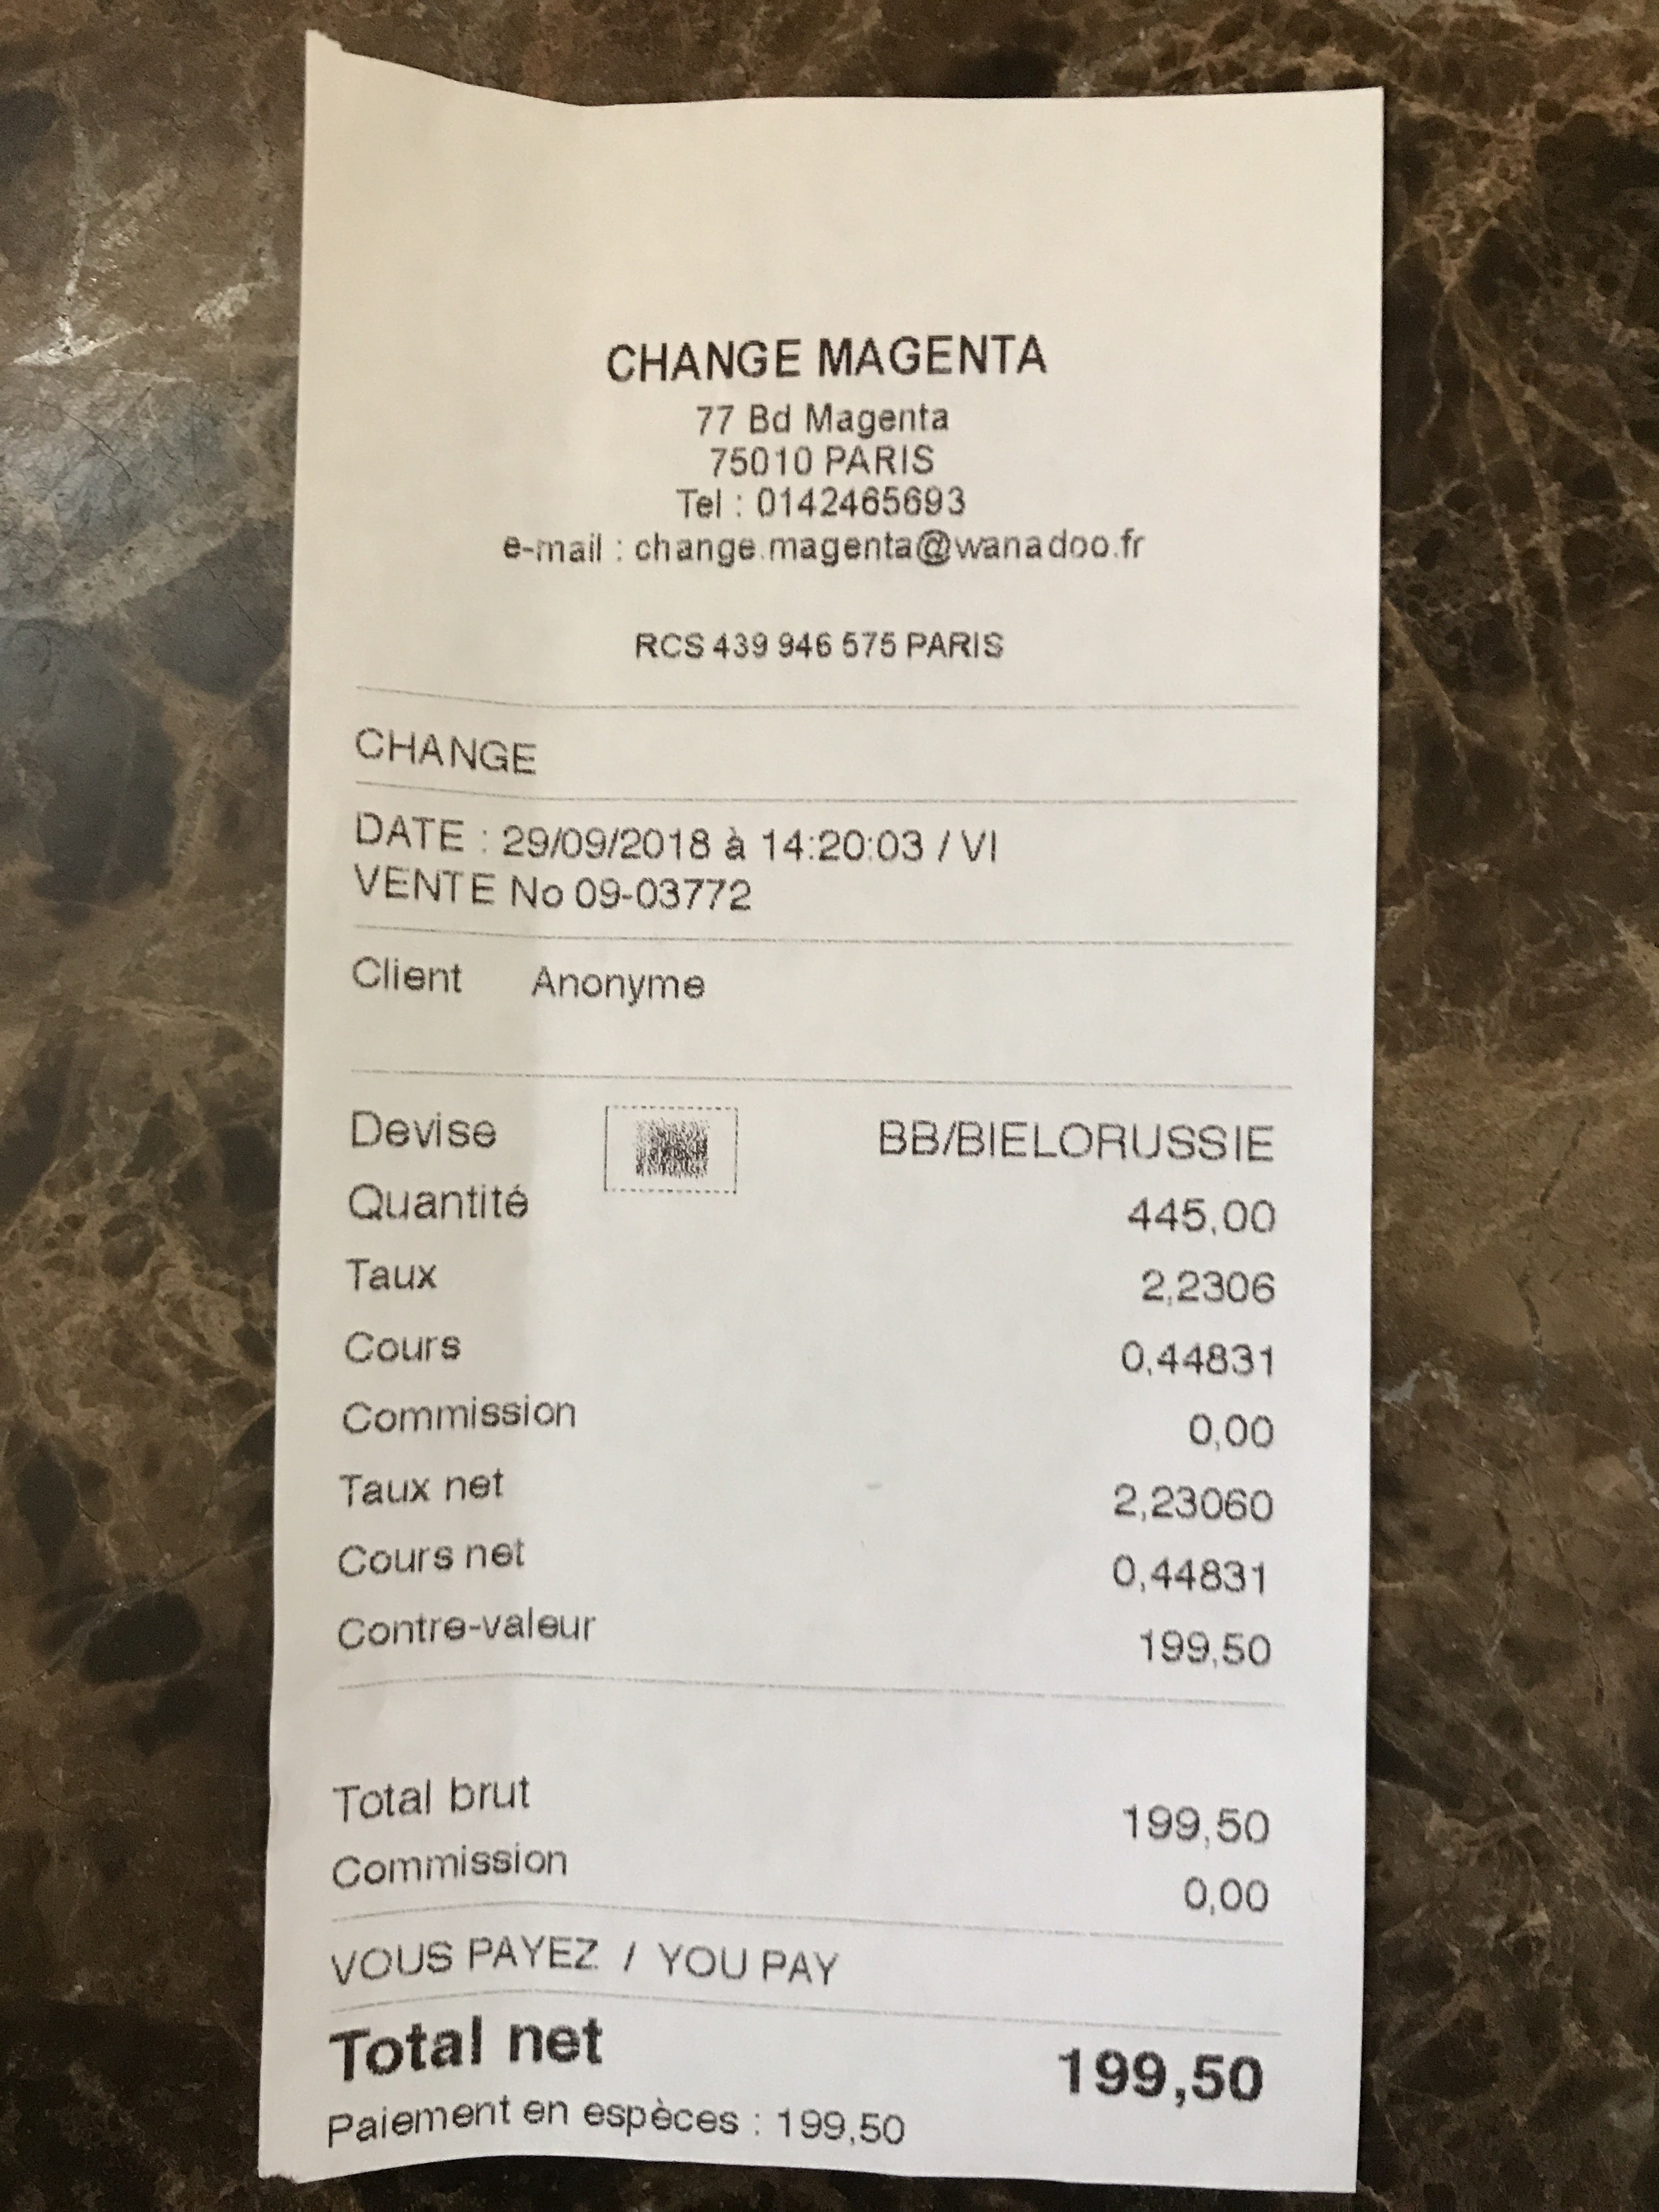 CHANGE MAGENTA
77 Bd Magenta
75010 PARIS
Tel : 0142465693
e-mail : change.magenta@wanadoo.fr
RCS 439 946 575 PARIS
CHANGE
DATE : 29/09/2018 à 14:20:03 / VI
VENTE No 09-03772
Client Anonyme
Devise BB/BIELORUSSIE
Quantité 445,00
Taux 2,2306
Cours 0,44831
Commission 0,00
Taux net 2,23060
Cours net 0,44831
Contre-valeur 199,50
Total brut 199,50
Commission 0,00
VOUS PAYEZ / YOU PAY
Total net 199,50
Paiement en espèces : 199,50